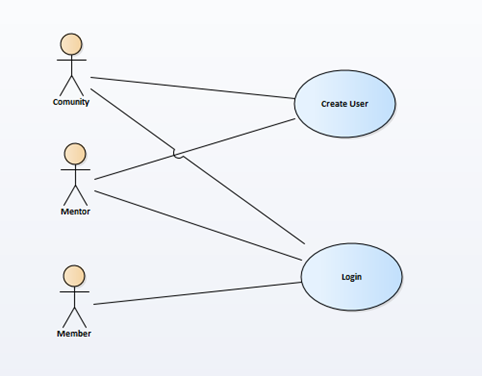 Comunity
Create User
Mentor
Login
Member